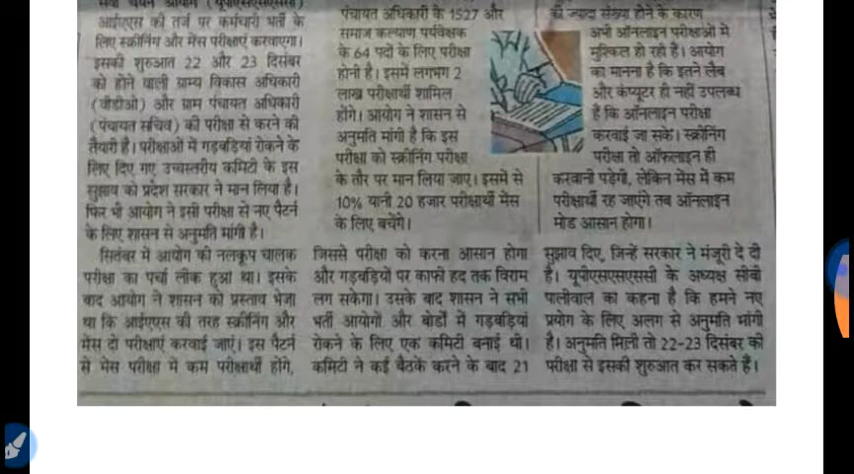 सेवा चयन आयोग (यूपीएसएसएससी)
आईएएस की तर्ज पर कर्मचारी भर्ती के
लिए स्क्रीनिंग और मेंस परीक्षाएं करवाएगा।
इसकी शुरुआत 22 और 23 दिसंबर
को होने वाली ग्राम्य विकास अधिकारी
(वीडीओ) और ग्राम पंचायत अधिकारी
(पंचायत सचिव) की परीक्षा से करने की
तैयारी है। परीक्षाओं में गड़बड़ियां रोकने के
लिए दिए गए उच्चस्तरीय कमिटी के इस
सुझाव को प्रदेश सरकार ने मान लिया है।
फिर भी आयोग ने इसी परीक्षा से नए पैटर्न
के लिए शासन से अनुमति मांगी है।
सितंबर में आयोग की नलकूप चालक
परीक्षा का पर्चा लीक हुआ था। इसके
बाद आयोग ने शासन को प्रस्ताव भेजा
था कि आईएएस की तरह स्क्रीनिंग और
मेंस दो परीक्षाएं करवाई जाएं। इस पैटर्न
से मेंस परीक्षा में कम परीक्षार्थी होंगे,
पंचायत अधिकारी के 1527 और
समाज कल्याण पर्यवेक्षक
के 64 पदों के लिए परीक्षा
होनी है। इसमें लगभग 2
लाख परीक्षार्थी शामिल
होंगे। आयोग ने शासन से
अनुमति मांगी है कि इस
परीक्षा को स्क्रीनिंग परीक्षा
के तौर पर मान लिया जाए। इसमें से
10% यानी 20 हजार परीक्षार्थी मेंस
के लिए बचेंगे।
जिससे परीक्षा को करना आसान होगा
और गड़बड़ियों पर काफी हद तक विराम
लग सकेगा। उसके बाद शासन ने सभी
भर्ती आयोगों और बोर्डों में गड़बड़ियां
रोकने के लिए एक कमिटी बनाई थी।
कमिटी ने कई बैठकें करने के बाद 21
की ज्यादा संख्या होने के कारण
अभी ऑनलाइन परीक्षाओं में
मुश्किल हो रही है। आयोग
का मानना है कि इतने लैब
और कंप्यूटर ही नहीं उपलब्ध
हैं कि ऑनलाइन परीक्षा
करवाई जा सके। स्क्रीनिंग
परीक्षा तो ऑफलाइन ही
करवानी पड़ेगी, लेकिन मेंस में कम
परीक्षार्थी रह जाएंगे तब ऑनलाइन
मोड आसान होगा।
सुझाव दिए, जिन्हें सरकार ने मंजूरी दे दी
है। यूपीएसएसएससी के अध्यक्ष सीबी
पालीवाल का कहना है कि हमने नए
प्रयोग के लिए अलग से अनुमति मांगी
है। अनुमति मिली तो 22-23 दिसंबर की
परीक्षा से इसकी शुरुआत कर सकते हैं।